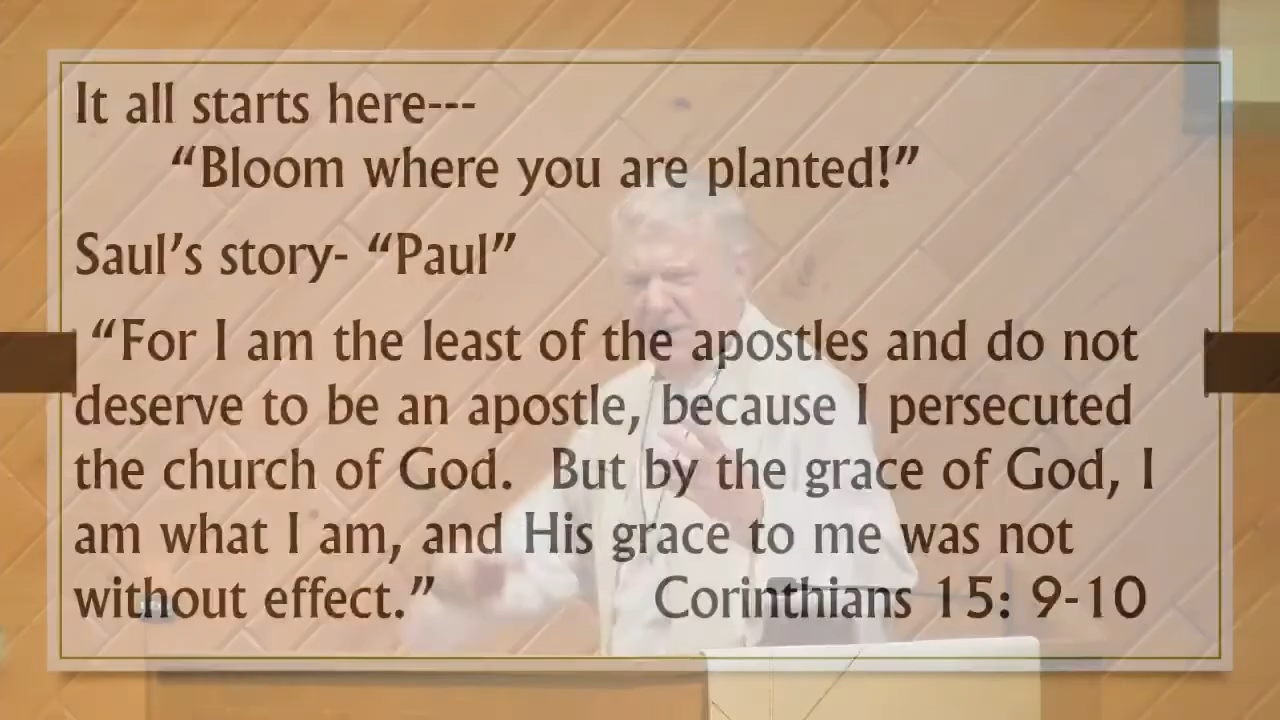 It all starts here---
“Bloom where you are planted!”
Saul’s story- “Paul”
“For I am the least of the apostles and do not
deserve to be an apostle, because I persecuted
the church of God.  But by the grace of God, I
am what I am, and His grace to me was not
without effect.” Corinthians 15: 9-10